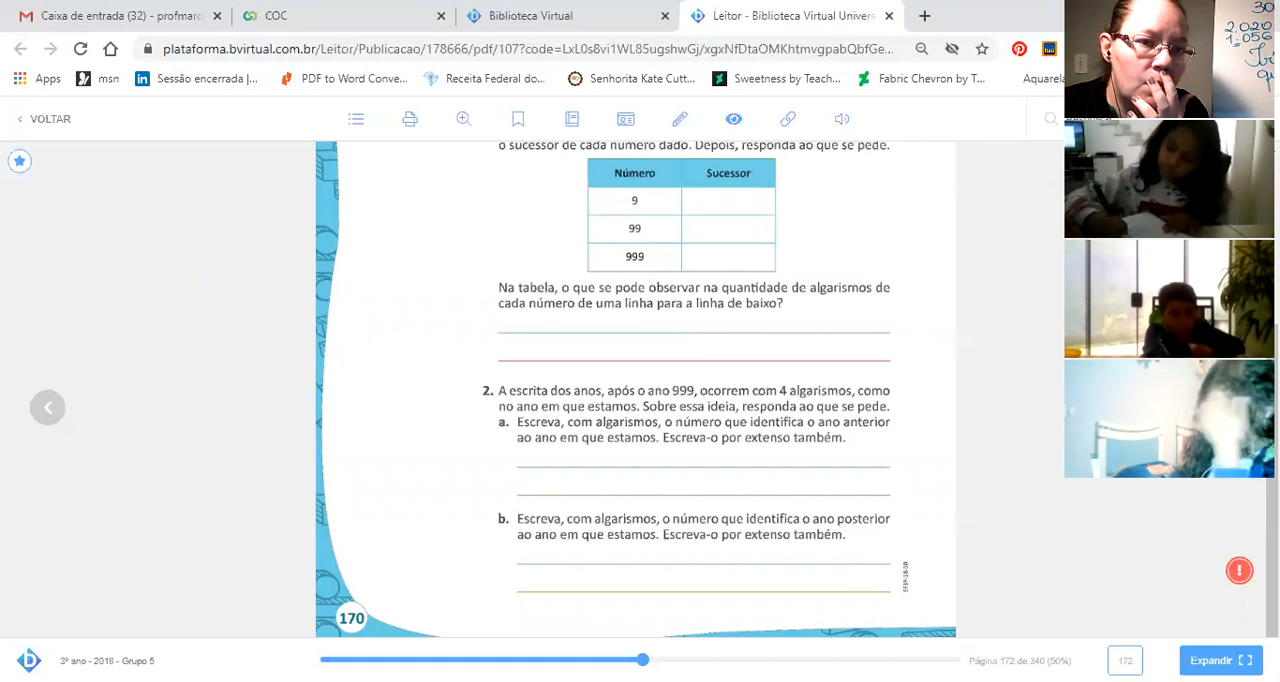 Caixa de entrada (32) - profmarc
COC
Biblioteca Virtual
Leitor - Biblioteca Virtual Univers
plataforma.bvirtual.com.br/Leitor/Publicacao/178666/pdf/107?code=LxL0s8vi1WL85ugshwGj/xgxNfDtaOMKhtmvgpabQbfGe...
Apps
msn
Sessão encerrada |...
PDF to Word Conve...
Receita Federal do...
Senhorita Kate Cutt...
Sweetness by Teach...
Fabric Chevron by T...
Aquarela
30
2.020
1.056
VOLTAR
o sucessor de cada número dado. Depois, responda ao que se pede.
Número Sucessor
9
99
999
Na tabela, o que se pode observar na quantidade de algarismos de
cada número de uma linha para a linha de baixo?
2. A escrita dos anos, após o ano 999, ocorrem com 4 algarismos, como
no ano em que estamos. Sobre essa ideia, responda ao que se pede.
a. Escreva, com algarismos, o número que identifica o ano anterior
ao ano em que estamos. Escreva-o por extenso também.
b. Escreva, com algarismos, o número que identifica o ano posterior
ao ano em que estamos. Escreva-o por extenso também.
EF3P-18-50
170
3º ano - 2018 - Grupo 5
Página 172 de 340 (50%)
172
Expandir